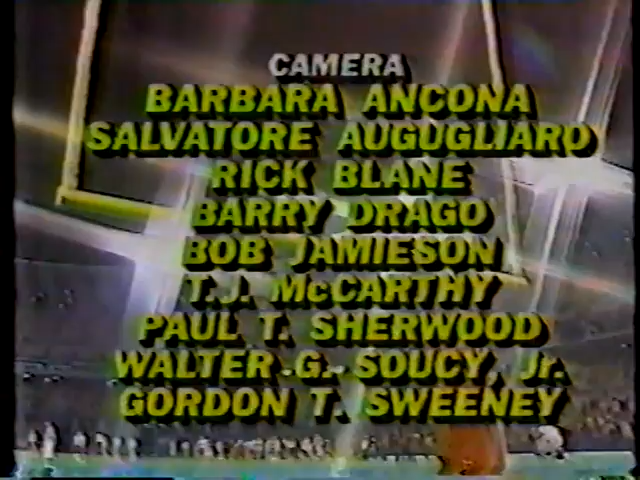 CAMERA
BARBARA ANCONA
SALVATORE AUGUGLIARO
RICK BLANE
BARRY DRAGO
BOB JAMIESON
T.J. McCARTHY
PAUL T. SHERWOOD
WALTER G. SOUCY, Jr.
GORDON T. SWEENEY